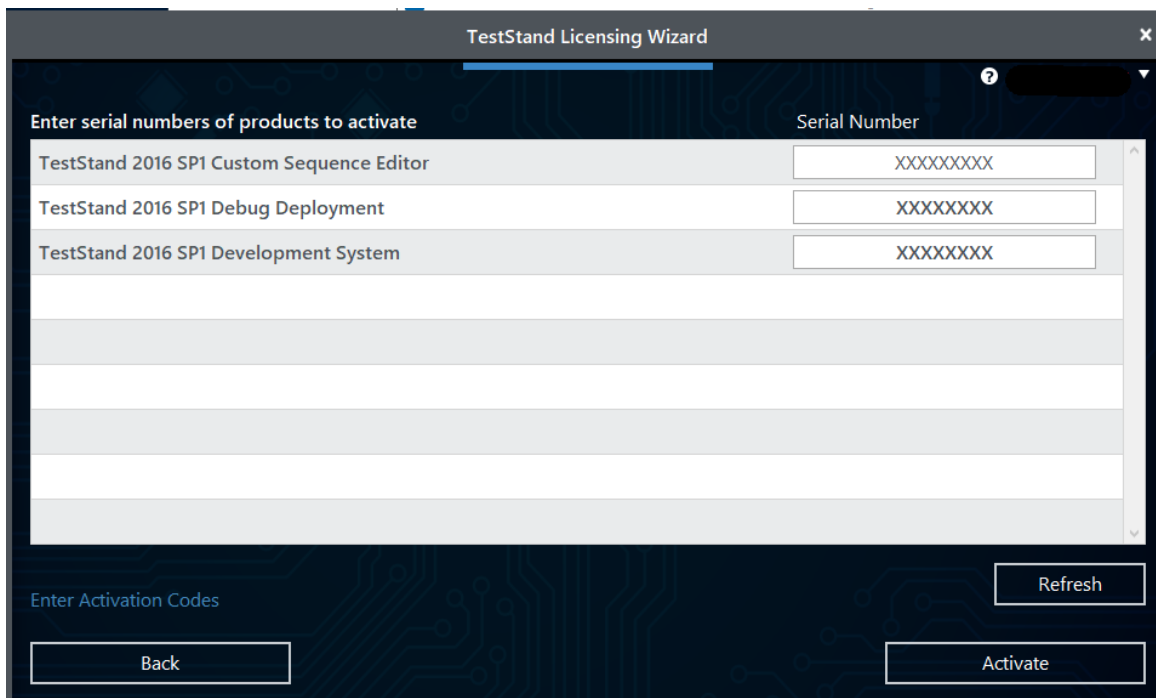 TestStand Licensing Wizard
Enter serial numbers of products to activate Serial Number
TestStand 2016 SP1 Custom Sequence Editor XXXXXXXXX
TestStand 2016 SP1 Debug Deployment XXXXXXXX
TestStand 2016 SP1 Development System XXXXXXXX
Refresh
Enter Activation Codes
Back Activate